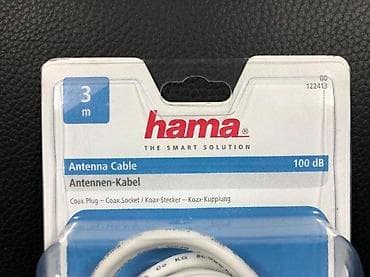 3
m
00
122413
hama®
THE SMART SOLUTION
Antenna Cable
100 dB
Antennen-Kabel
Coax Plug – Coax Socket / Koax-Stecker – Koax-Kupplung